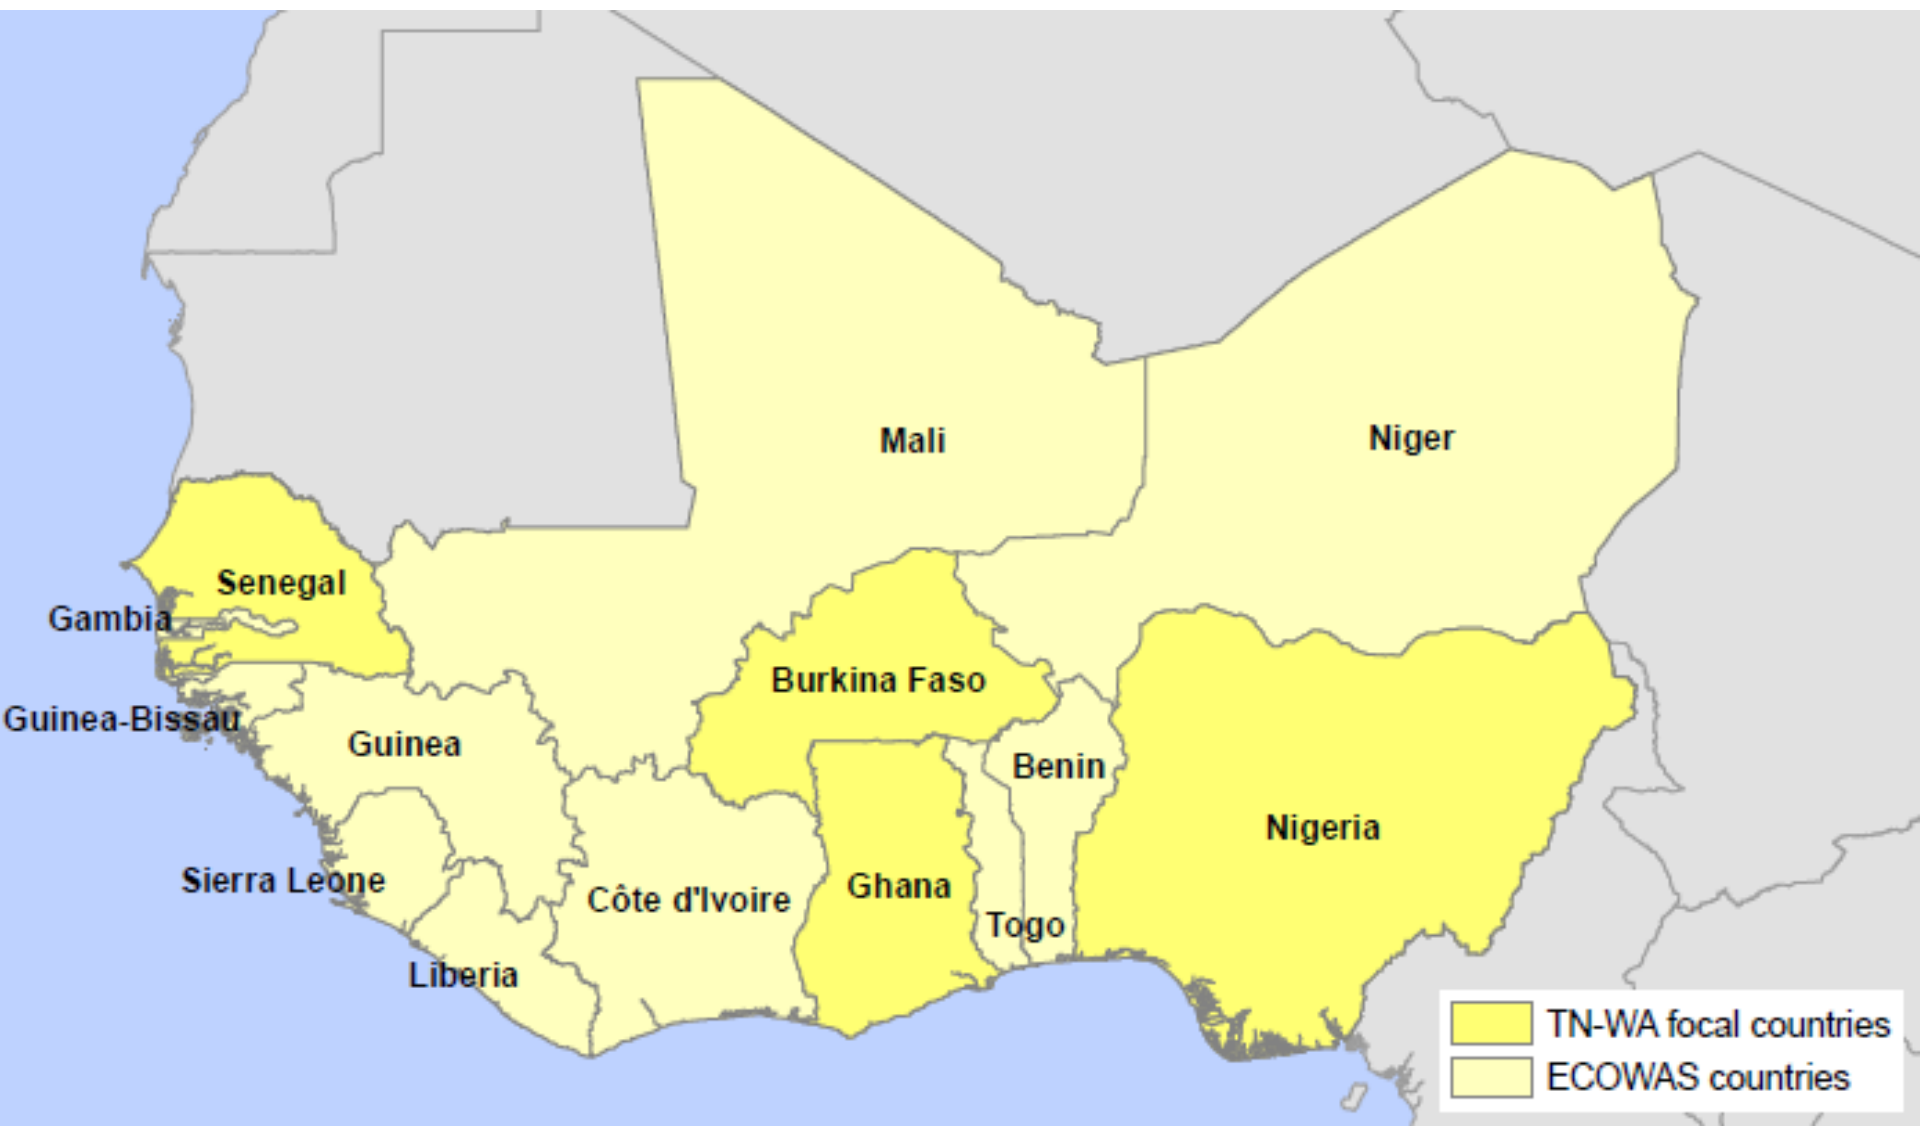 Mali
Niger
Senegal
Gambia
Burkina Faso
Guinea-Bissau
Guinea
Benin
Nigeria
Sierra Leone
Côte d'Ivoire
Ghana
Togo
Liberia
TN-WA focal countries
ECOWAS countries